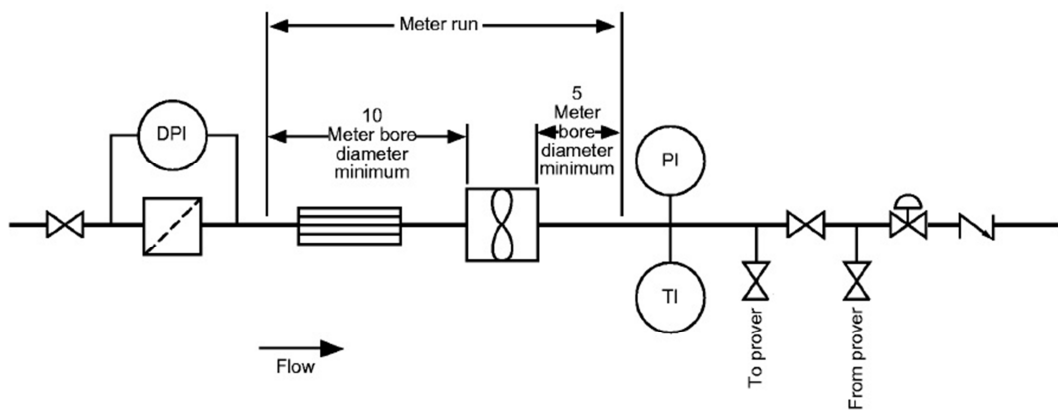 Meter run
DPI
10
Meter bore
diameter
minimum
5
Meter
bore
diameter
minimum
PI
TI
Flow
To prover
From prover